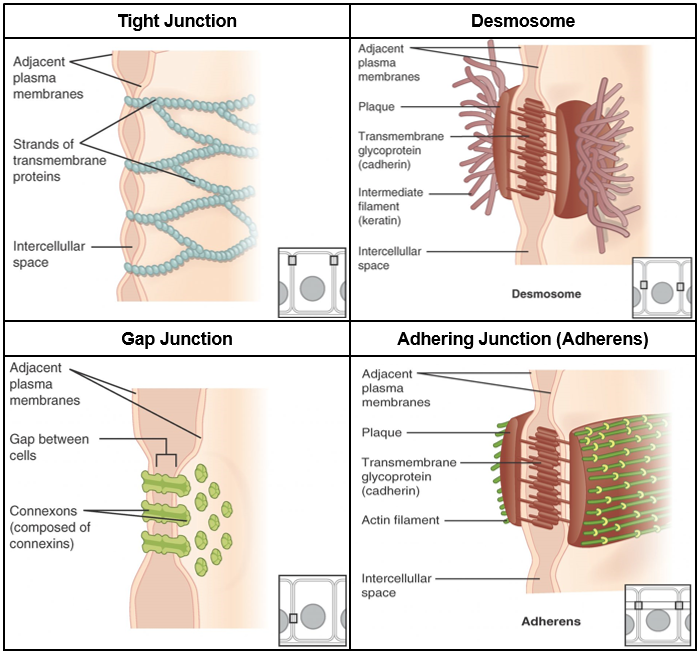 Tight Junction
Adjacent
plasma
membranes
Strands of
transmembrane
proteins
Intercellular
space
Desmosome
Adjacent
plasma
membranes
Plaque
Transmembrane
glycoprotein
(cadherin)
Intermediate
filament
(keratin)
Intercellular
space
Desmosome
Gap Junction
Adjacent
plasma
membranes
Gap between
cells
Connexons
(composed of
connexins)
Adhering Junction (Adherens)
Adjacent
plasma
membranes
Plaque
Transmembrane
glycoprotein
(cadherin)
Actin filament
Intercellular
space
Adherens